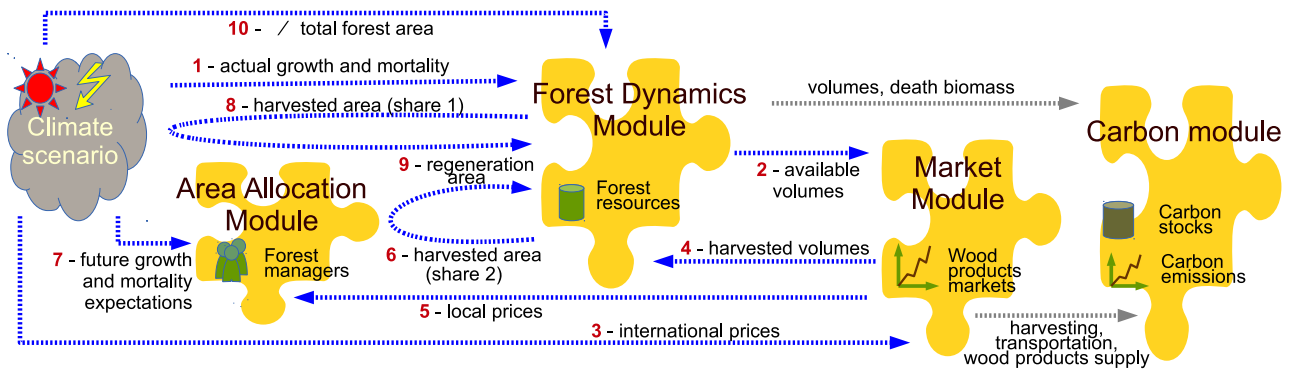 10 - / total forest area
1 - actual growth and mortality
8 - harvested area (share 1)
Climate
scenario
Forest Dynamics
Module
volumes, death biomass
Carbon module
9 - regeneration
area
2 - available
volumes
Market
Module
Area Allocation
Module
Forest
resources
Forest
managers
7 - future growth
and mortality
expectations
6 - harvested area
(share 2)
4 - harvested volumes
Wood
products
markets
Carbon
stocks
Carbon
emissions
5 - local prices
3 - international prices
harvesting,
transportation,
wood products supply